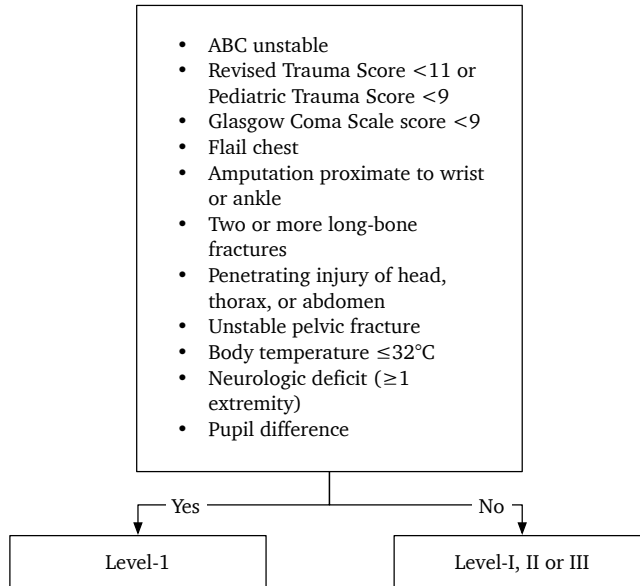 • ABC unstable
• Revised Trauma Score <11 or
Pediatric Trauma Score <9
• Glasgow Coma Scale score <9
• Flail chest
• Amputation proximate to wrist
or ankle
• Two or more long-bone
fractures
• Penetrating injury of head,
thorax, or abdomen
• Unstable pelvic fracture
• Body temperature ≤32°C
• Neurologic deficit (≥1
extremity)
• Pupil difference
Yes
No
Level-1
Level-I, II or III